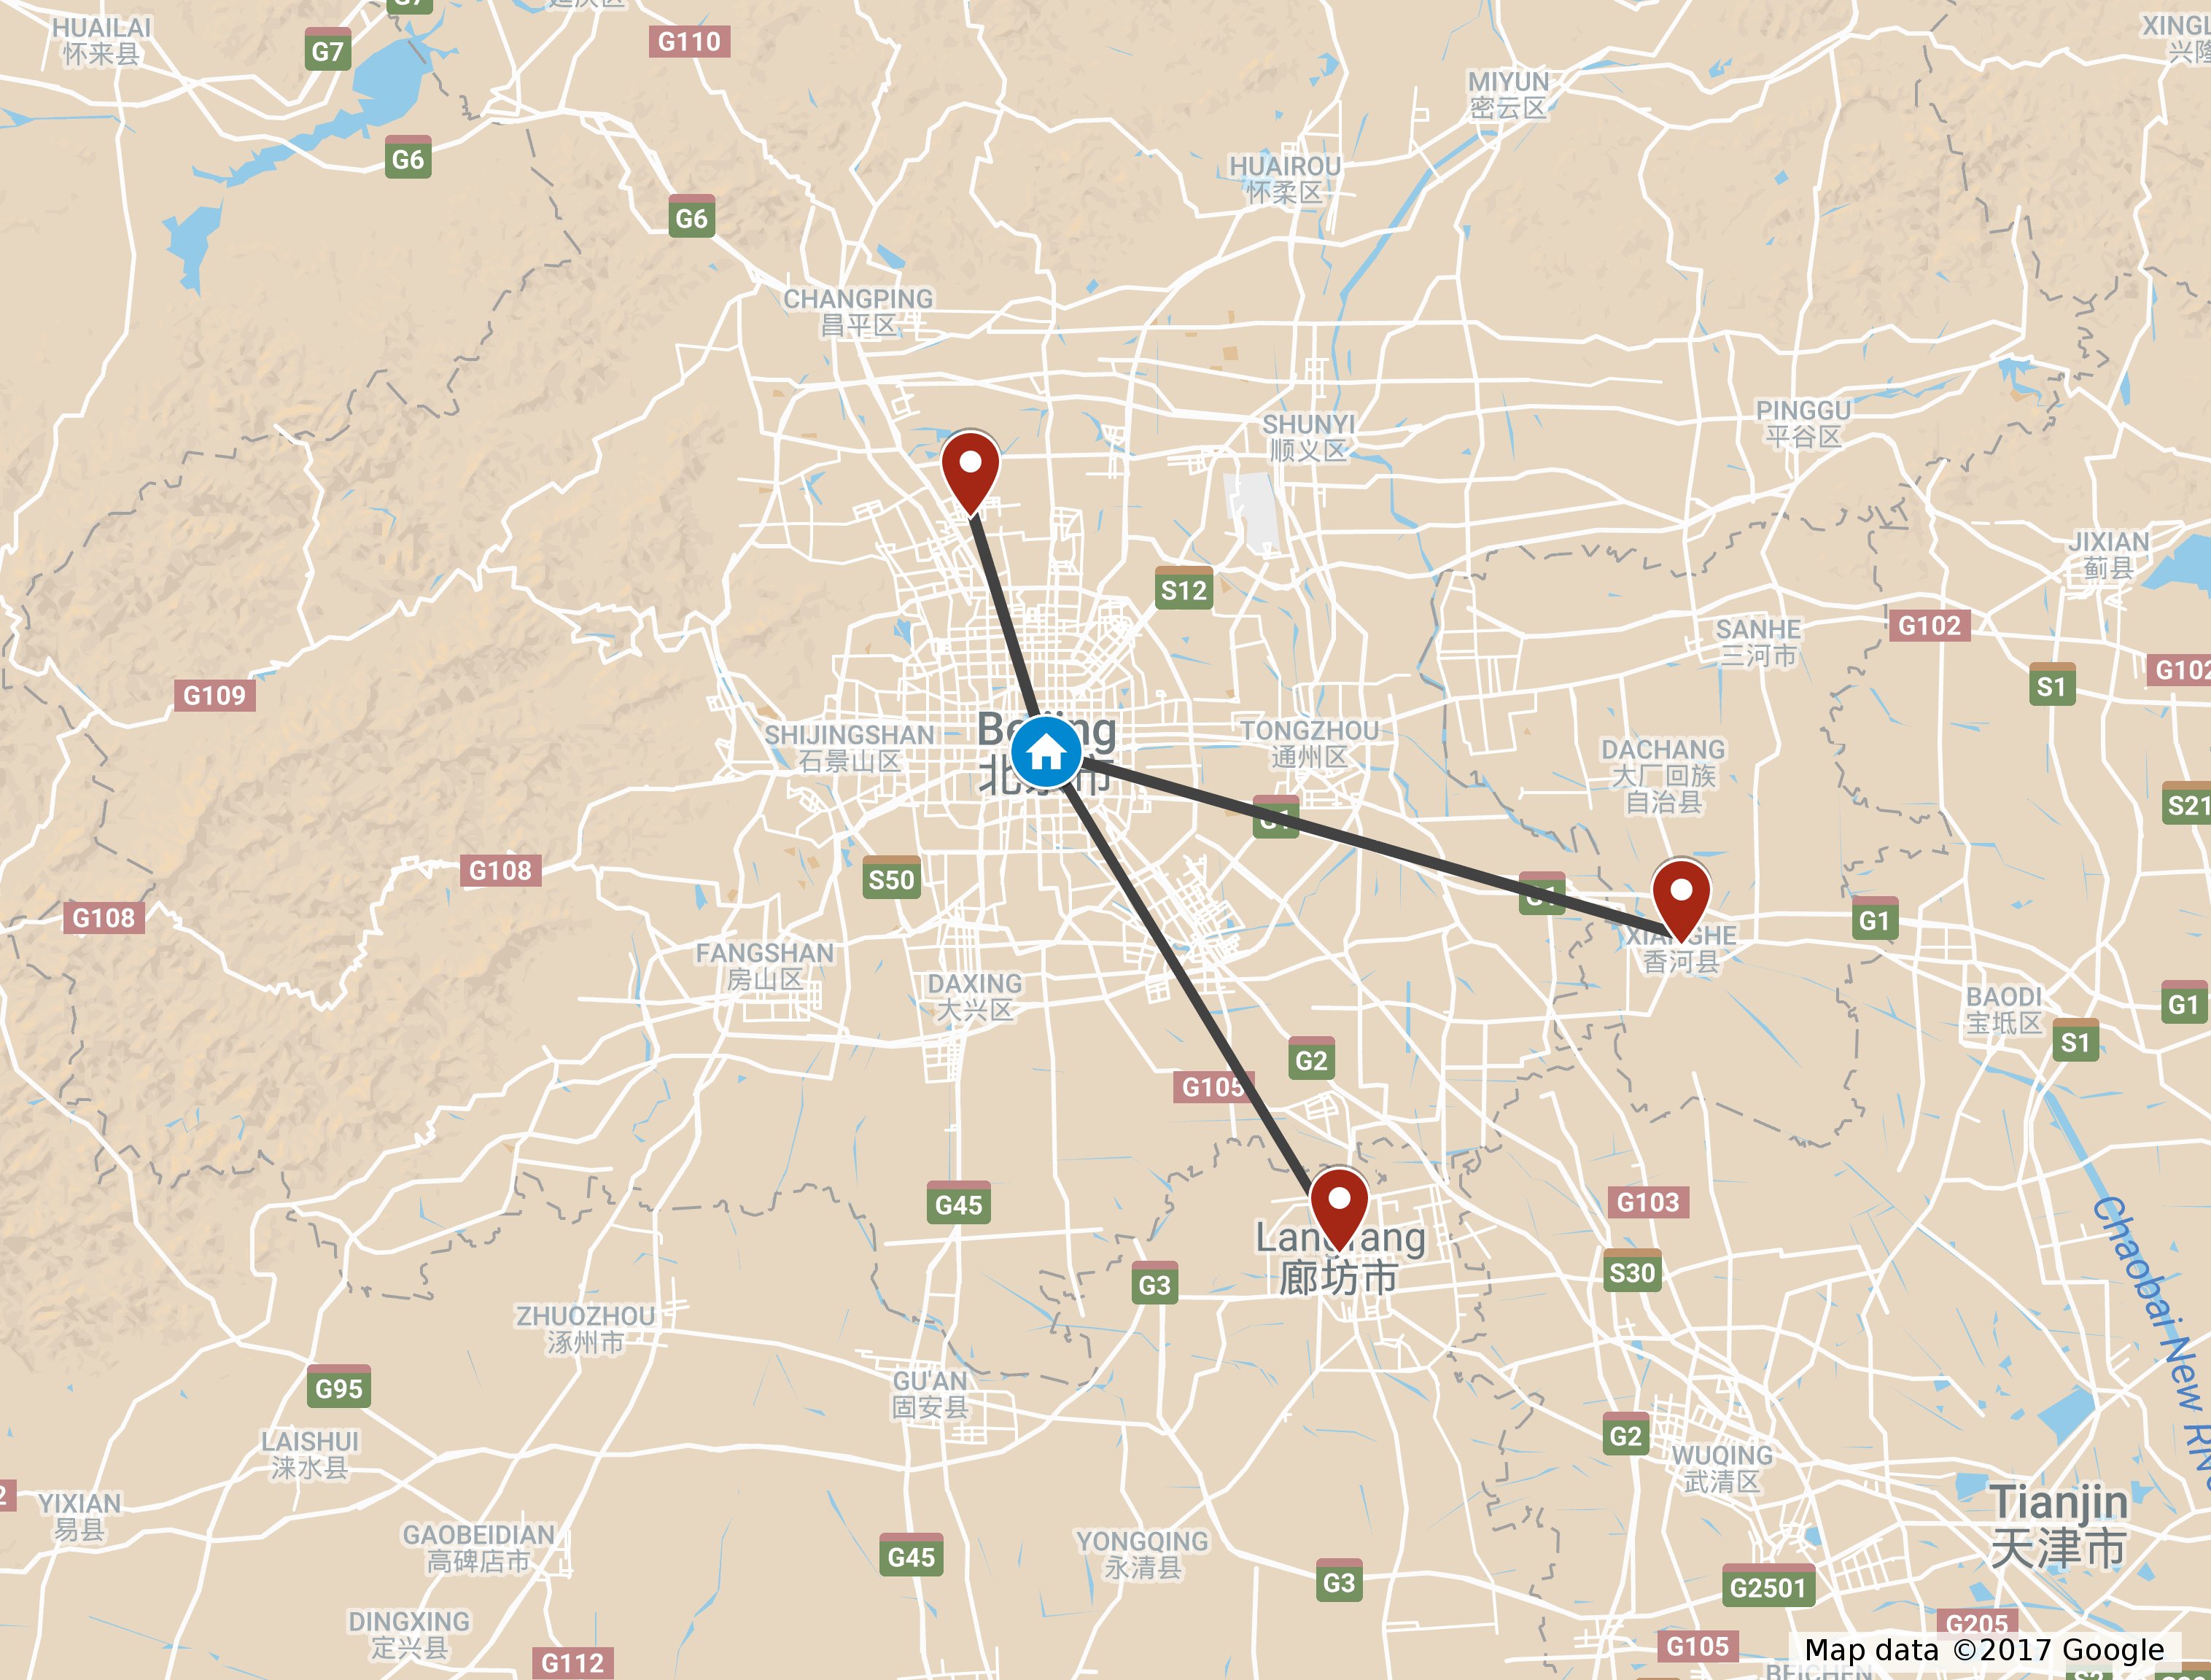 G7
延庆区
HUAILAI
怀来县
G7
G110
XINGL
兴隆
MIYUN
密云区
G6
HUAIROU
怀柔区
G6
CHANGPING
昌平区
SHUNYI
顺义区
PINGGU
平谷区
JIXIAN
蓟县
S12
G102
SANHE
三河市
G102
S1
G109
Beijing
北京市
SHIJINGSHAN
石景山区
TONGZHOU
通州区
DACHANG
大厂回族
自治县
S21
G1
G108
S50
G1
G108
G1
XIANGHE
香河县
FANGSHAN
房山区
DAXING
大兴区
BAODI
宝坻区
G1
S1
G2
G105
G45
G103
Langfang
廊坊市
G3
S30
Chaobai New Rive
ZHUOZHOU
涿州市
G95
GU'AN
固安县
G2
LAISHUI
涞水县
WUQING
武清区
2
YIXIAN
易县
Tianjin
天津市
GAOBEIDIAN
高碑店市
G45
YONGQING
永清县
G3
G2501
DINGXING
定兴县
G205
G112
G105
Map data ©2017 Google
BEICHEN